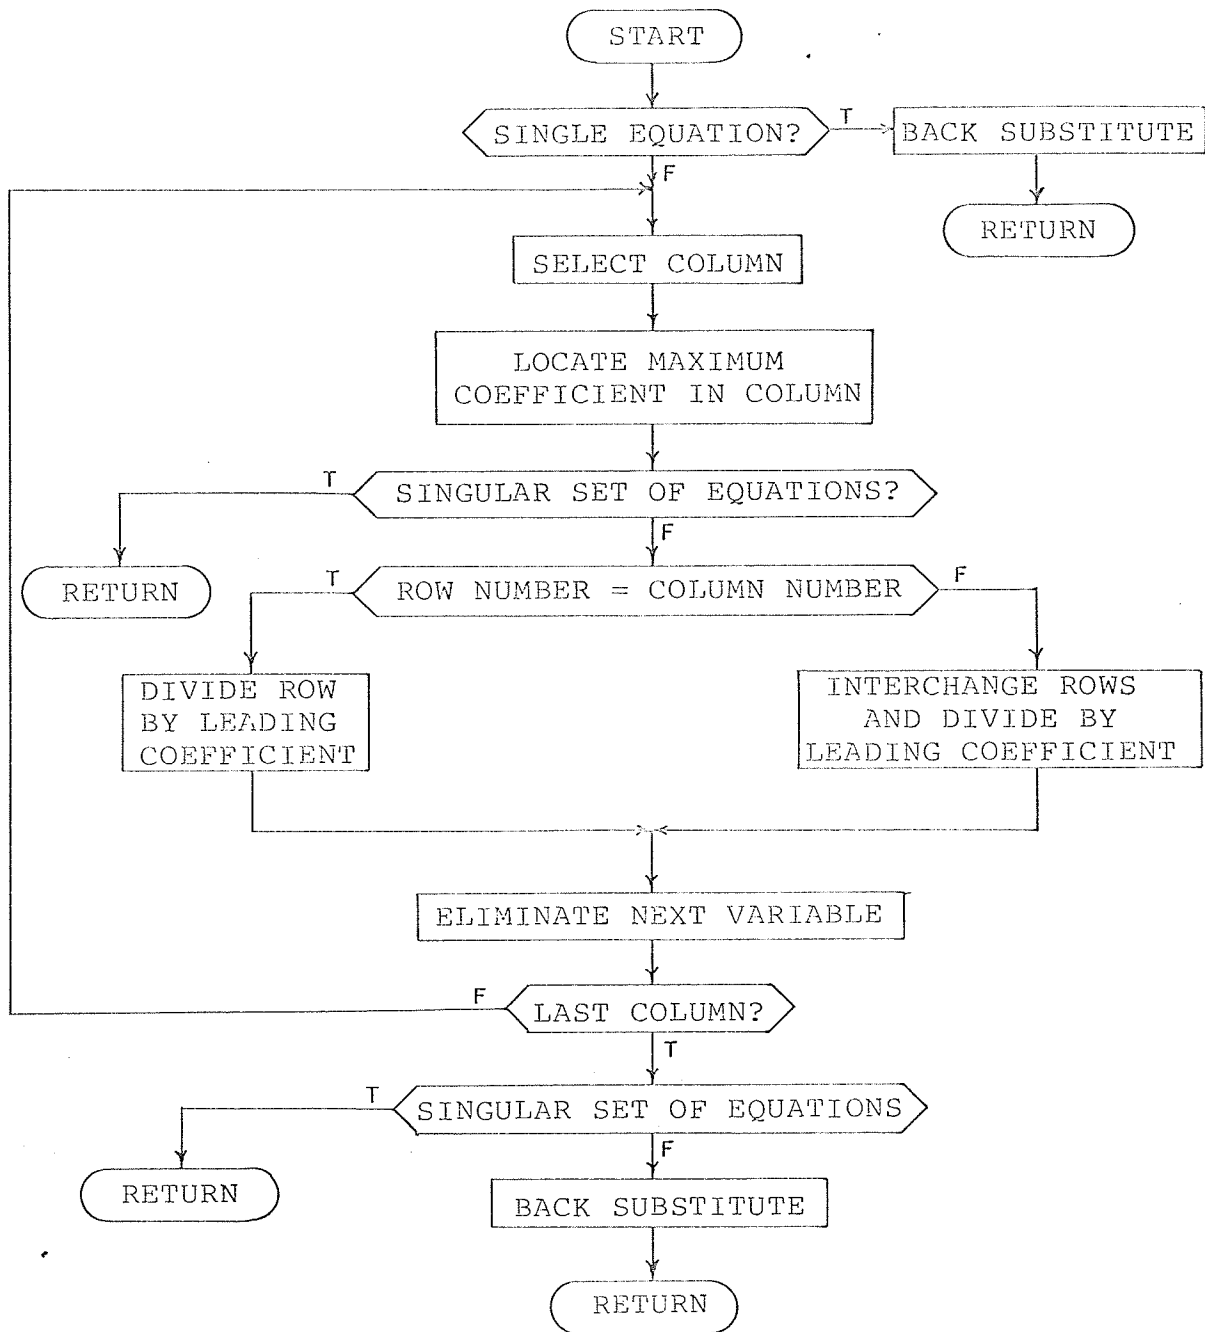 START
SINGLE EQUATION?
T
BACK SUBSTITUTE
F
RETURN
SELECT COLUMN
LOCATE MAXIMUM
COEFFICIENT IN COLUMN
T
SINGULAR SET OF EQUATIONS?
F
RETURN
T
ROW NUMBER = COLUMN NUMBER
F
DIVIDE ROW
BY LEADING
COEFFICIENT
INTERCHANGE ROWS
AND DIVIDE BY
LEADING COEFFICIENT
ELIMINATE NEXT VARIABLE
F
LAST COLUMN?
T
T
SINGULAR SET OF EQUATIONS
F
RETURN
BACK SUBSTITUTE
RETURN